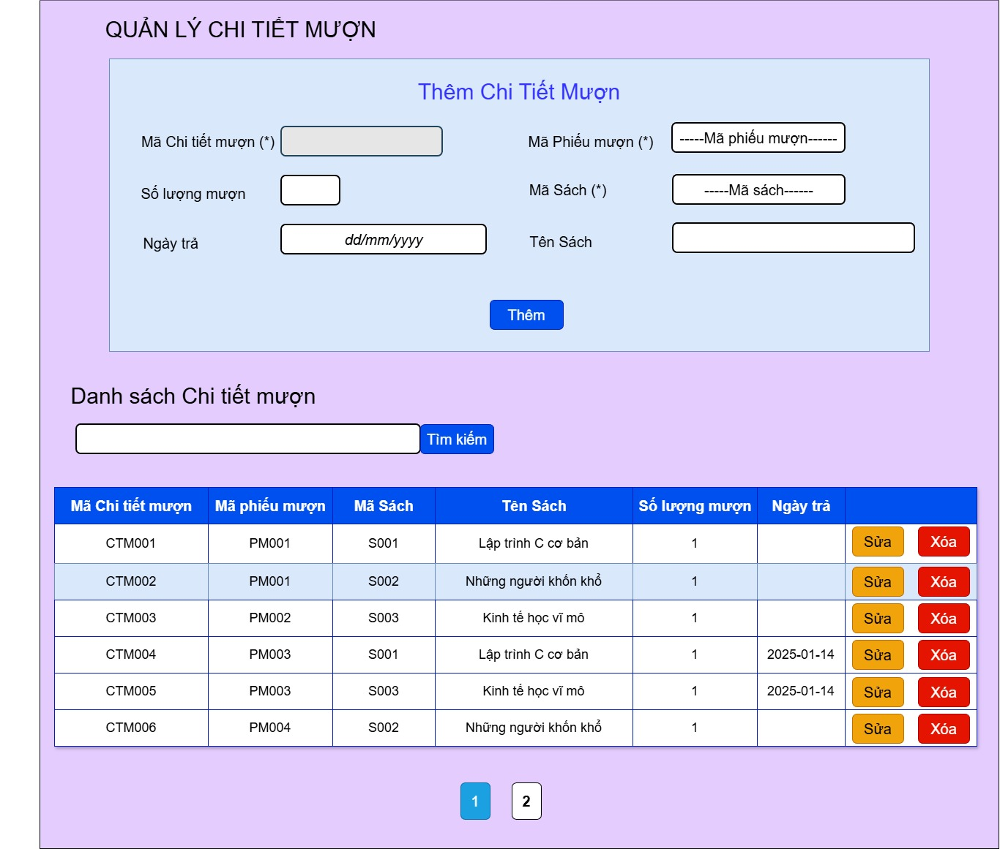 QUẢN LÝ CHI TIẾT MƯỢN
Thêm Chi Tiết Mượn
Mã Chi tiết mượn (*)
Mã Phiếu mượn (*) -----Mã phiếu mượn------
Số lượng mượn
Mã Sách (*) -----Mã sách------
Ngày trả dd/mm/yyyy
Tên Sách
Thêm
Danh sách Chi tiết mượn
Tìm kiếm
Mã Chi tiết mượn Mã phiếu mượn Mã Sách Tên Sách Số lượng mượn Ngày trả
CTM001 PM001 S001 Lập trình C cơ bản 1 Sửa Xóa
CTM002 PM001 S002 Những người khốn khổ 1 Sửa Xóa
CTM003 PM002 S003 Kinh tế học vĩ mô 1 Sửa Xóa
CTM004 PM003 S001 Lập trình C cơ bản 1 2025-01-14 Sửa Xóa
CTM005 PM003 S003 Kinh tế học vĩ mô 1 2025-01-14 Sửa Xóa
CTM006 PM004 S002 Những người khốn khổ 1 Sửa Xóa
1 2